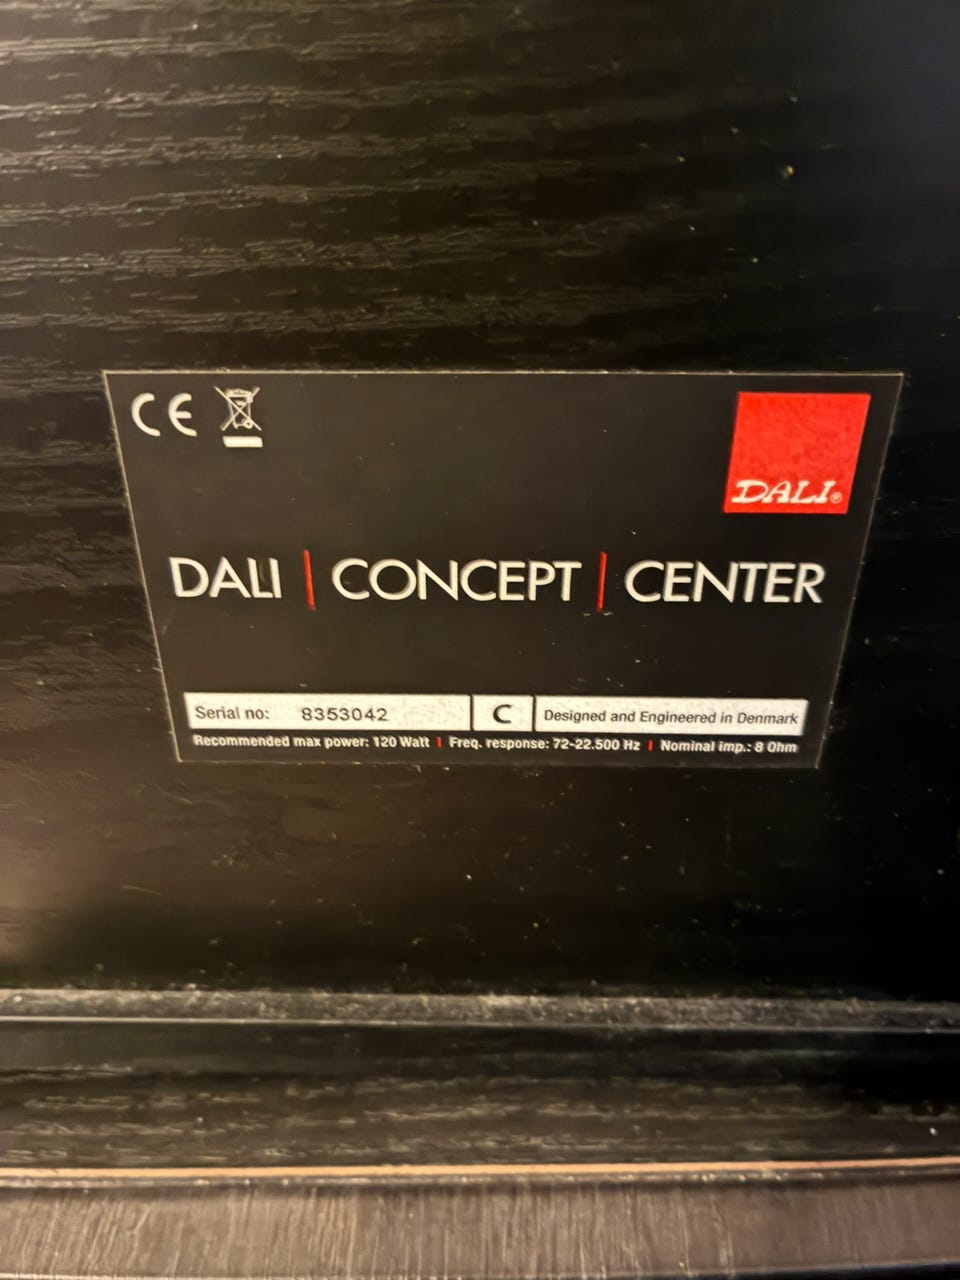 CE
DALI®
DALI | CONCEPT | CENTER
Serial no: 8353042 C Designed and Engineered in Denmark
Recommended max power: 120 Watt | Freq. response: 72-22.500 Hz | Nominal imp.: 8 Ohm